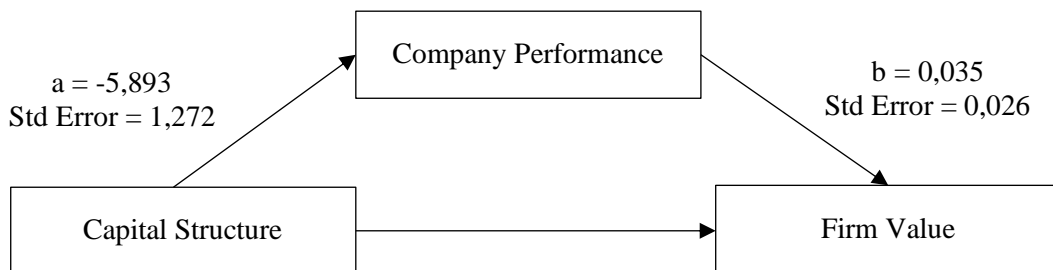 Company Performance
a = -5,893
Std Error = 1,272
b = 0,035
Std Error = 0,026
Capital Structure
Firm Value